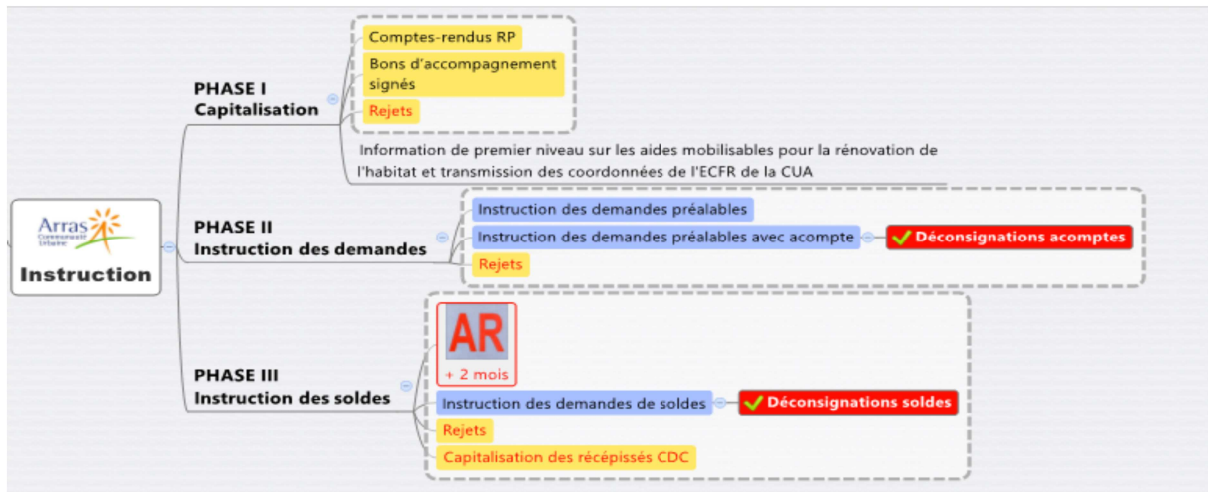 Comptes-rendus RP
Bons d'accompagnement
signés
PHASE I
Capitalisation
Rejets
Information de premier niveau sur les aides mobilisables pour la rénovation de
l'habitat et transmission des coordonnées de l'ECFR de la CUA
Arras
Communauté
Urbaine
Instruction
PHASE II
Instruction des demandes
Instruction des demandes préalables
Instruction des demandes préalables avec acompte
Déconsignations acomptes
Rejets
AR
+ 2 mois
PHASE III
Instruction des soldes
Instruction des demandes de soldes
Déconsignations soldes
Rejets
Capitalisation des récépissés CDC